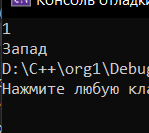 Консоль отладки
1
Запад
D:\C++\org1\Debug
Нажмите любую кла